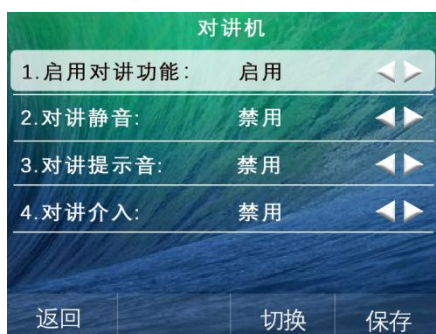 对讲机
1.启用对讲功能: 启用
2.对讲静音: 禁用
3.对讲提示音: 禁用
4.对讲介入: 禁用
返回 切换 保存